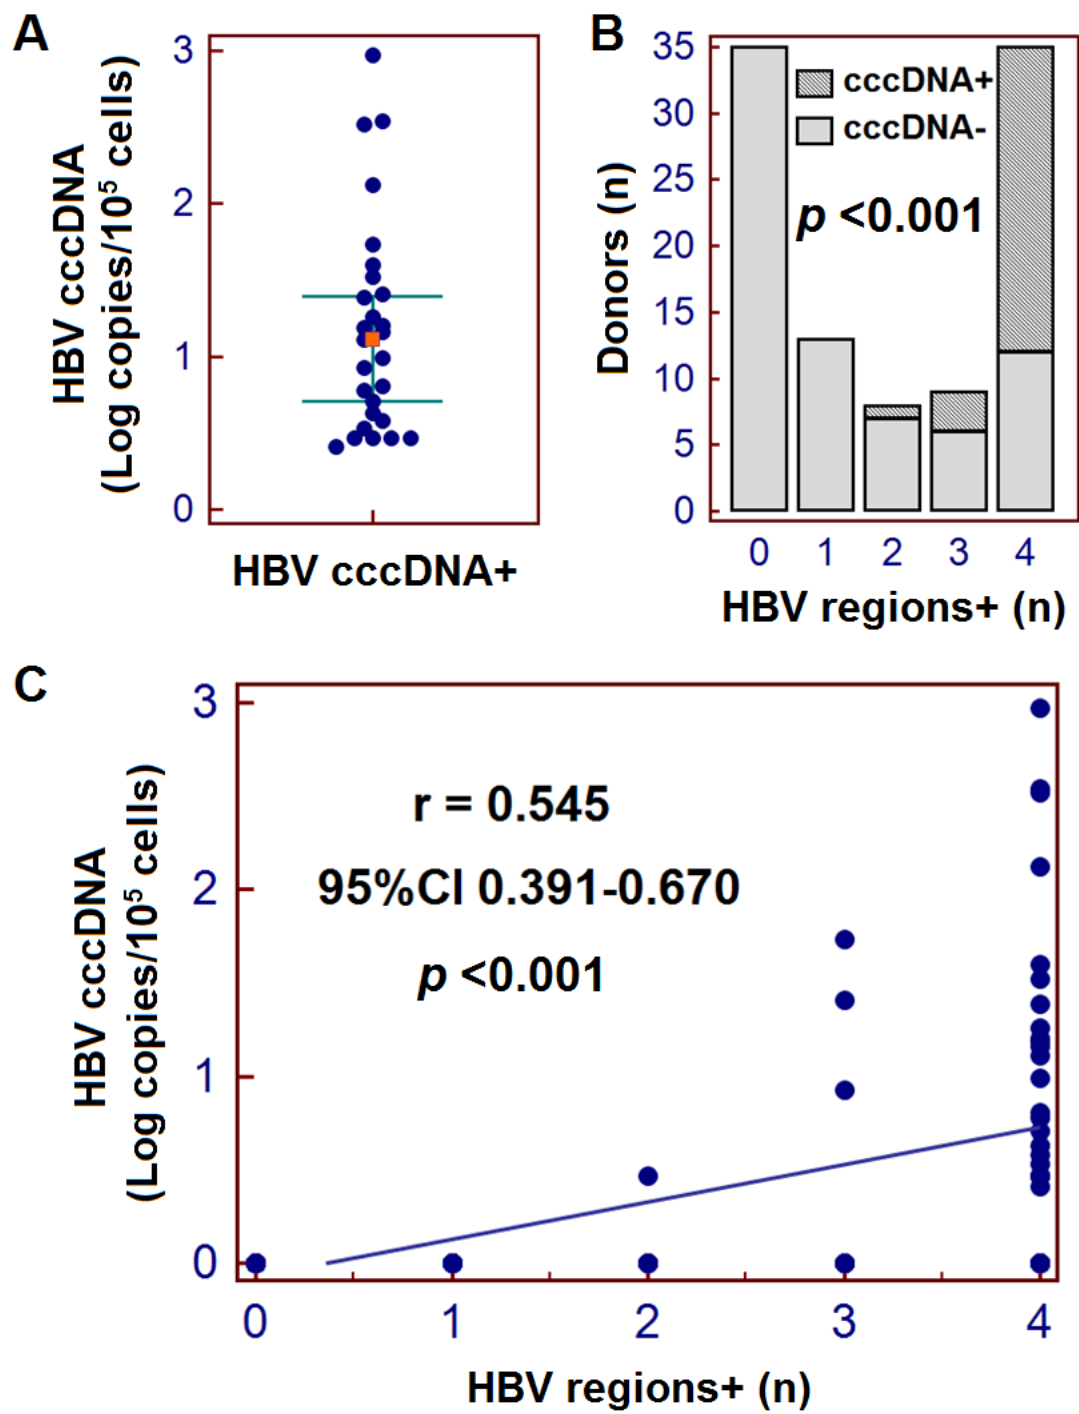 A
HBV cccDNA
(Log copies/10⁵ cells)
3
2
1
0
HBV cccDNA+
B
Donors (n)
35
30
25
20
15
10
5
0
cccDNA+
cccDNA-
p <0.001
0 1 2 3 4
HBV regions+ (n)
C
HBV cccDNA
(Log copies/10⁵ cells)
3
2
1
0
r = 0.545
95%CI 0.391-0.670
p <0.001
0 1 2 3 4
HBV regions+ (n)